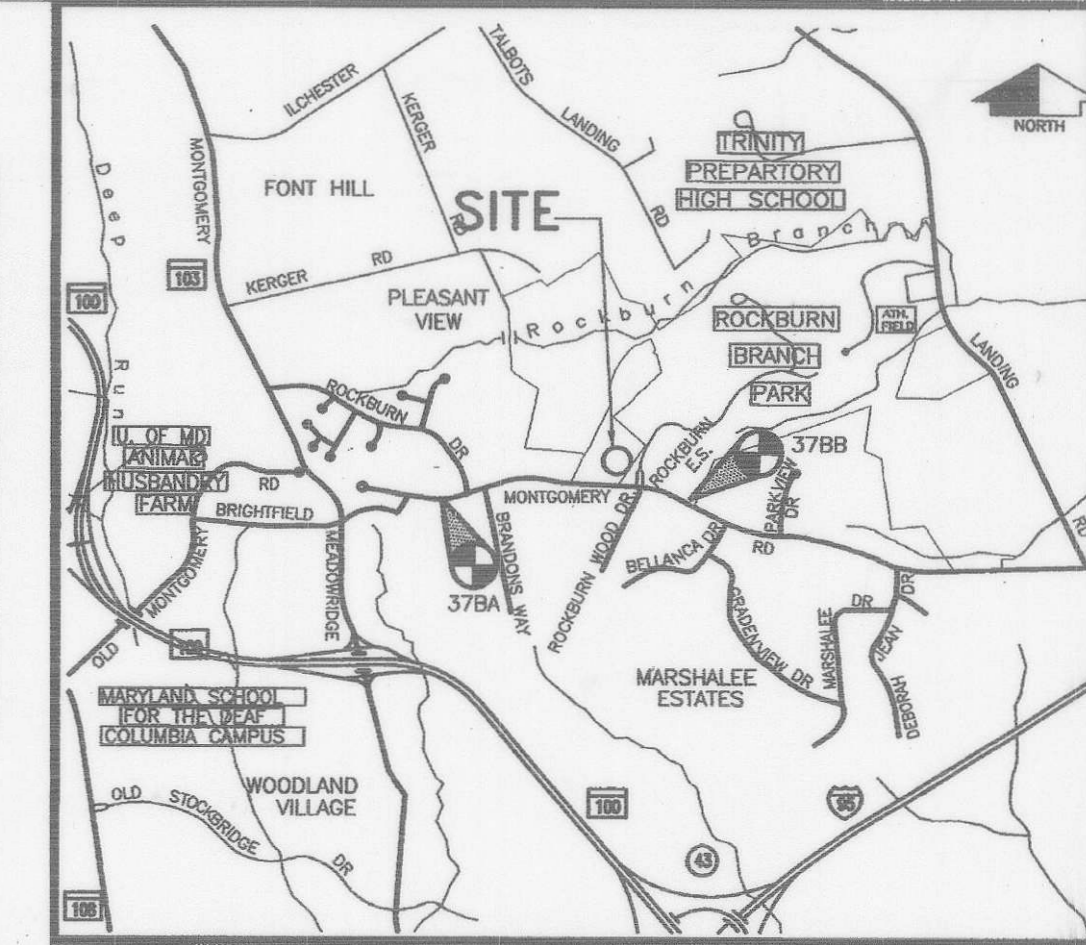 TALBOTS
LANDING
RD
ILCHESTER
KERGER
RD
NORTH
TRINITY
PREPARTORY
HIGH SCHOOL
MONTGOMERY
FONT HILL
SITE
Deep
Run
Rockburn Branch
103
100
KERGER RD
PLEASANT
VIEW
ROCKBURN
BRANCH
PARK
ATH.
FIELD
LANDING
RD
ROCKBURN
DR
ROCKBURN
E.S.
37BB
U. OF MD
ANIMAL
HUSBANDRY
FARM
RD
BRIGHTFIELD
MONTGOMERY
RD
PARKVIEW
DR
BRANDONS WAY
ROCKBURN WOOD DR
BELLANCA DR
MEADOWRIDGE
37BA
OLD
MONTGOMERY
GRADENVIEW DR
MARSHALEE
DR
DR
JEAN
DEBORAH
100
MARSHALEE
ESTATES
MARYLAND SCHOOL
FOR THE DEAF
COLUMBIA CAMPUS
WOODLAND
VILLAGE
OLD STOCKBRIDGE DR
100
95
43
108